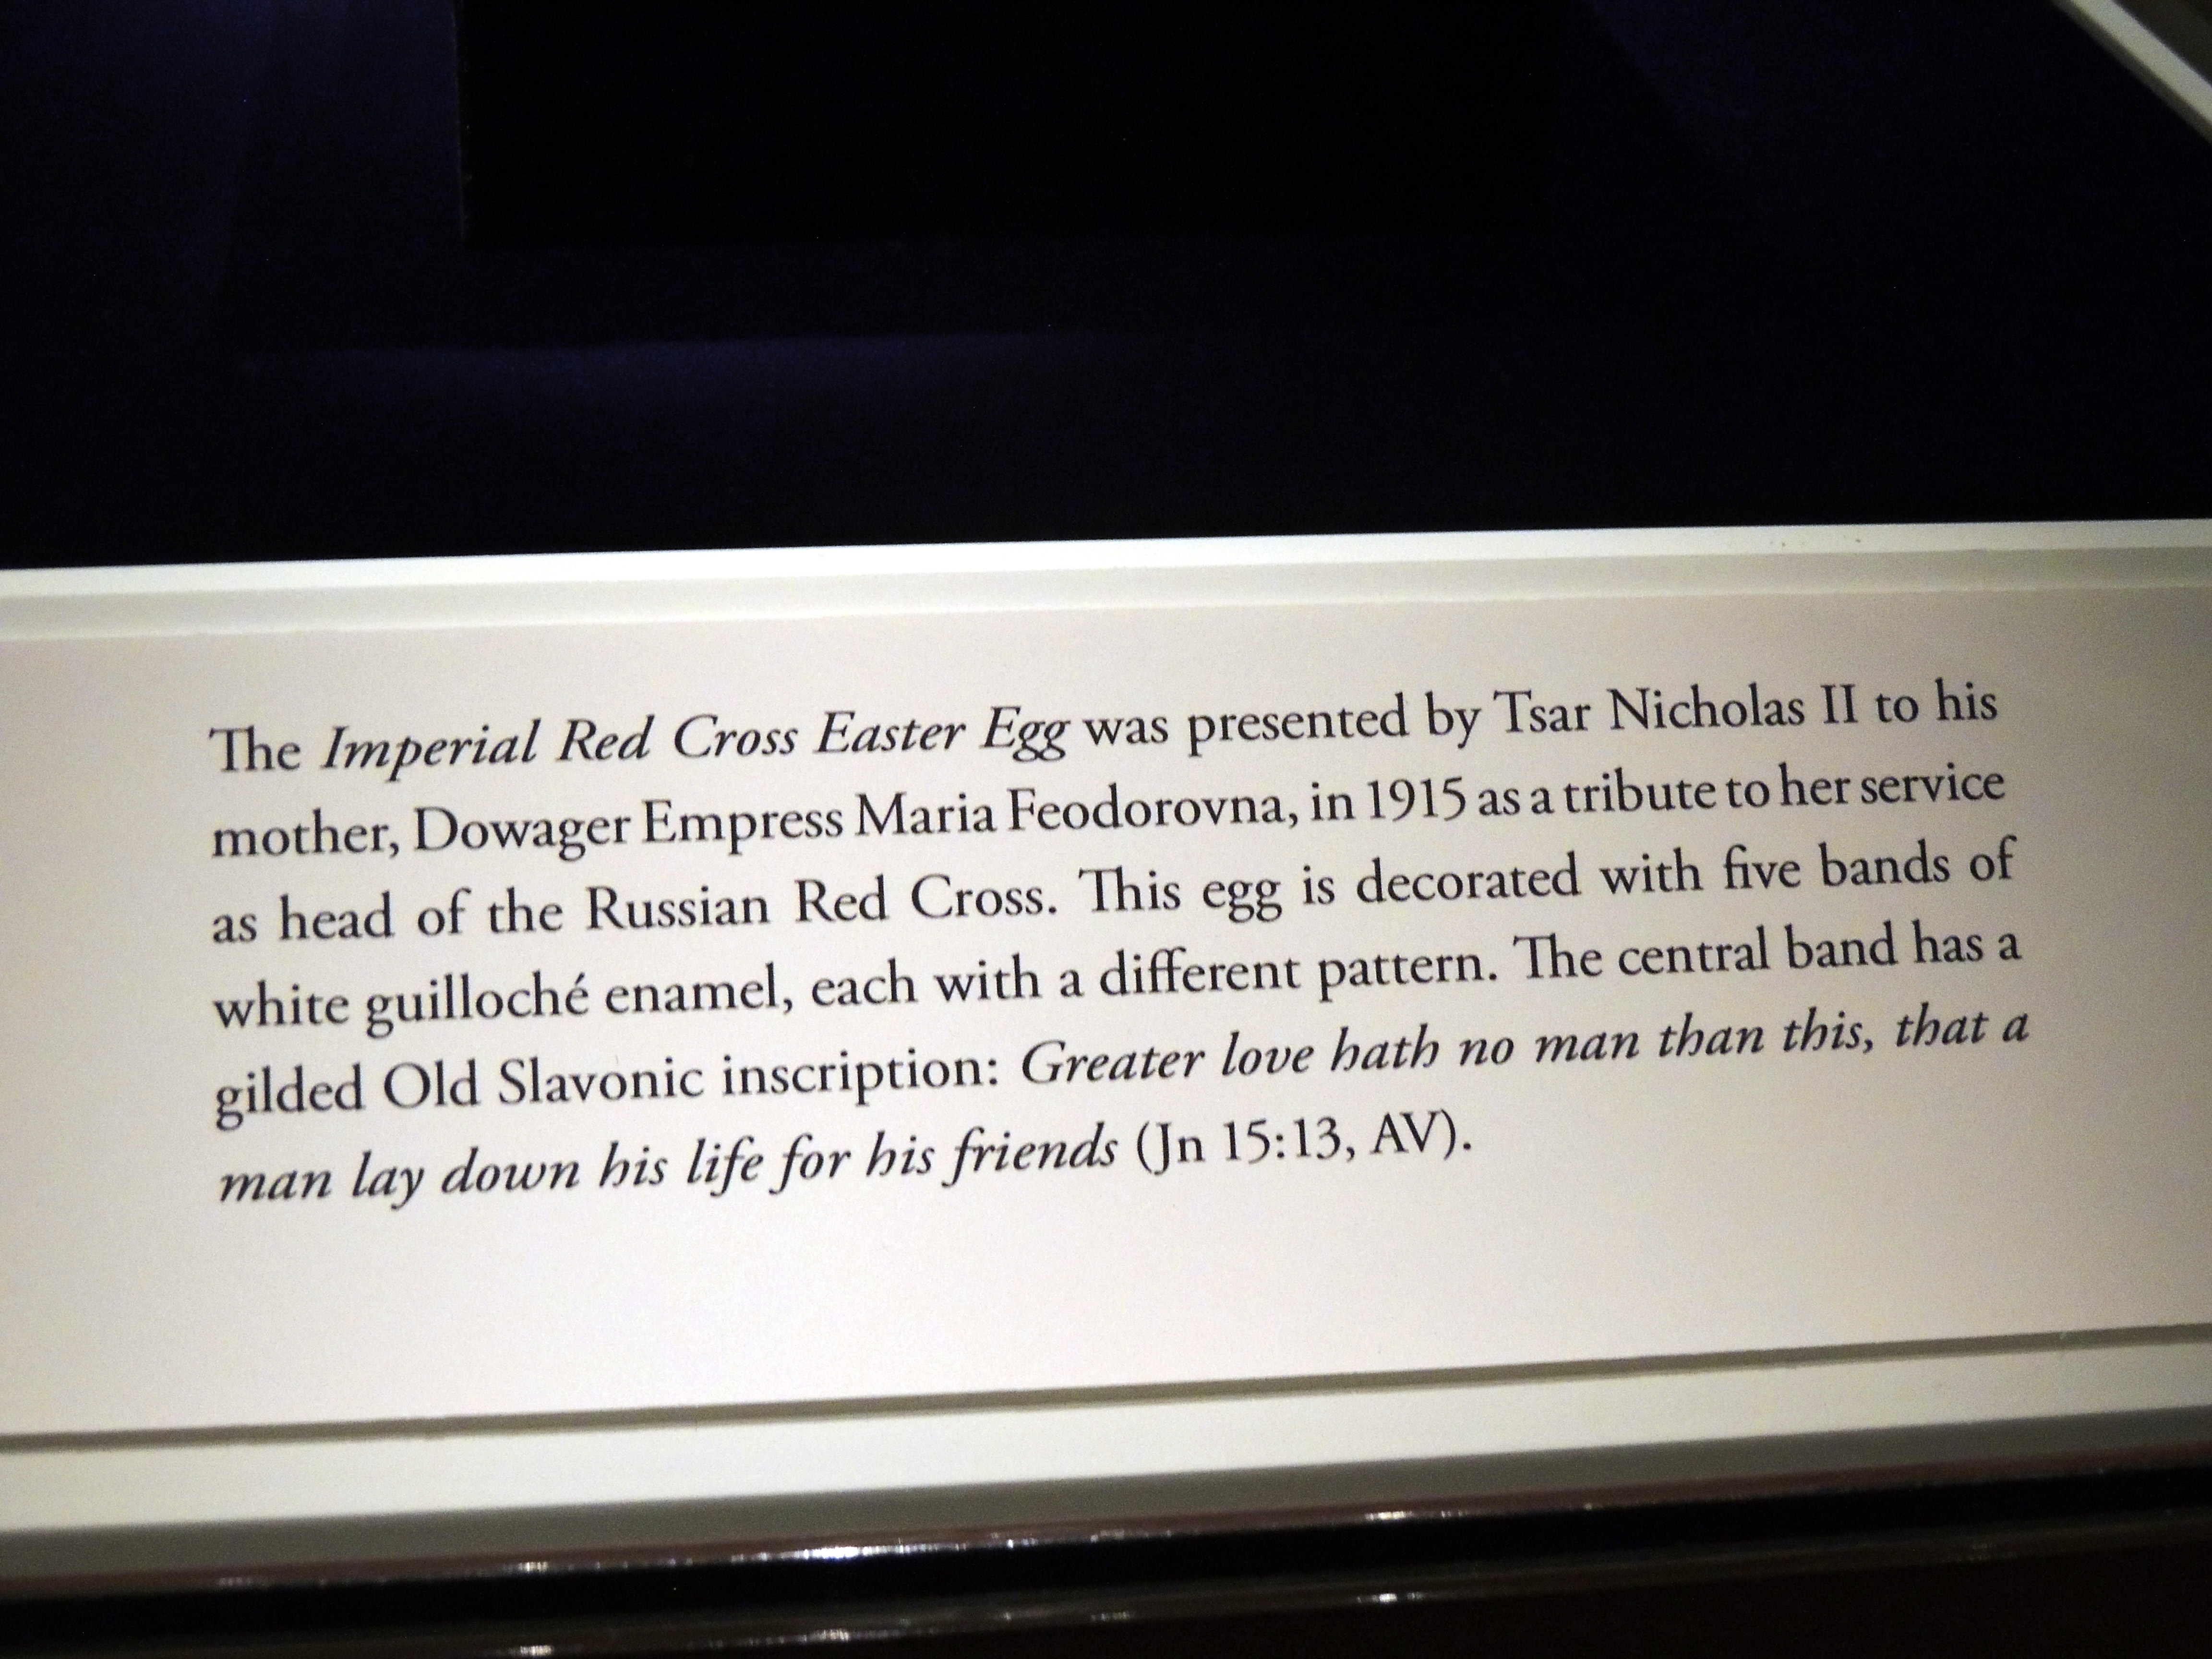 The Imperial Red Cross Easter Egg was presented by Tsar Nicholas II to his
mother, Dowager Empress Maria Feodorovna, in 1915 as a tribute to her service
as head of the Russian Red Cross. This egg is decorated with five bands of
white guilloché enamel, each with a different pattern. The central band has a
gilded Old Slavonic inscription: Greater love hath no man than this, that a
man lay down his life for his friends (Jn 15:13, AV).